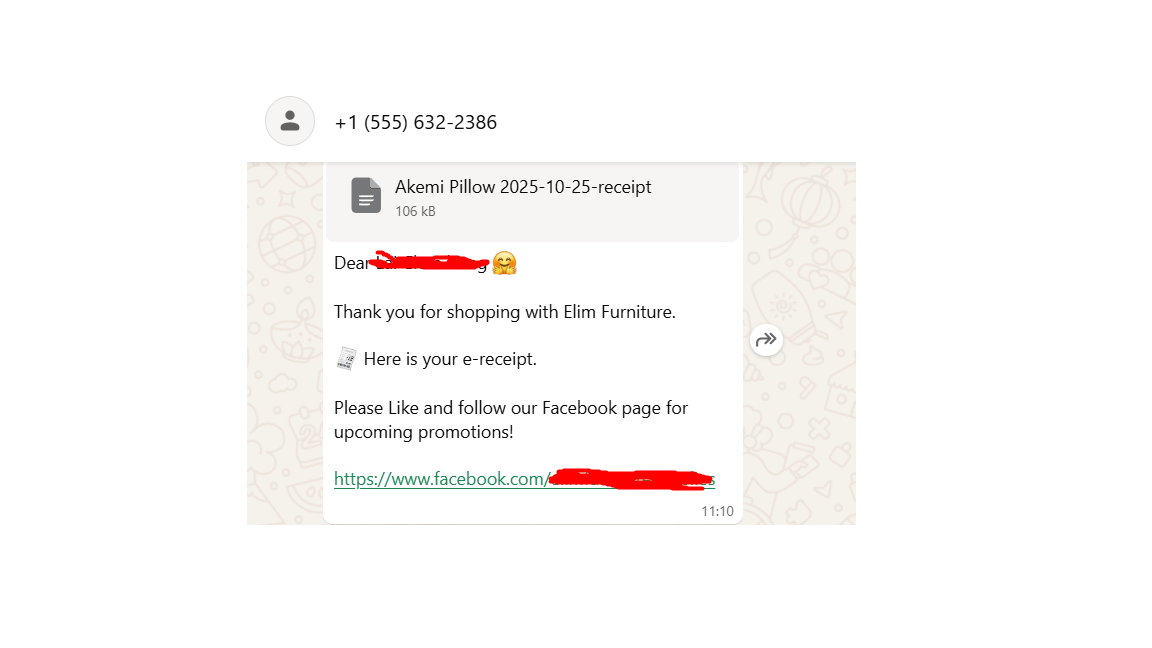 +1 (555) 632-2386
Akemi Pillow 2025-10-25-receipt
106 kB
Dear 🤗
Thank you for shopping with Elim Furniture.
🧾 Here is your e-receipt.
Please Like and follow our Facebook page for
upcoming promotions!
https://www.facebook.com/
11:10